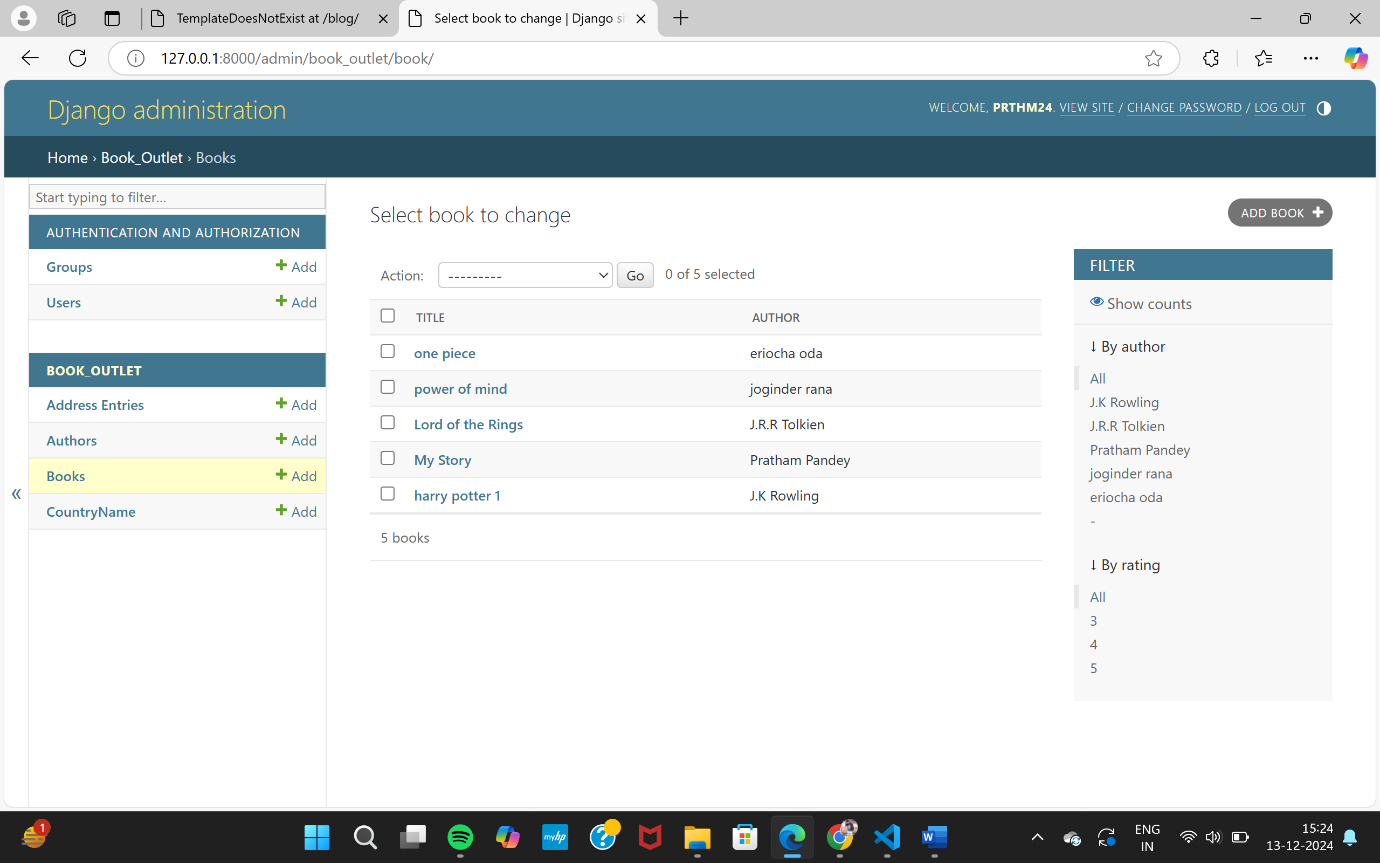 TemplateDoesNotExist at /blog/
Select book to change | Django si
127.0.0.1:8000/admin/book_outlet/book/
Django administration
WELCOME, PRTHM24. VIEW SITE / CHANGE PASSWORD / LOG OUT
Home › Book_Outlet › Books
Start typing to filter...
AUTHENTICATION AND AUTHORIZATION
Groups + Add
Users + Add
BOOK_OUTLET
Address Entries + Add
Authors + Add
Books + Add
CountryName + Add
«
Select book to change
ADD BOOK +
Action: --------- Go 0 of 5 selected
TITLE AUTHOR
one piece eriocha oda
power of mind joginder rana
Lord of the Rings J.R.R Tolkien
My Story Pratham Pandey
harry potter 1 J.K Rowling
5 books
FILTER
Show counts
↓ By author
All
J.K Rowling
J.R.R Tolkien
Pratham Pandey
joginder rana
eriocha oda
-
↓ By rating
All
3
4
5
1
myhp
?
W
ENG
IN
15:24
13-12-2024